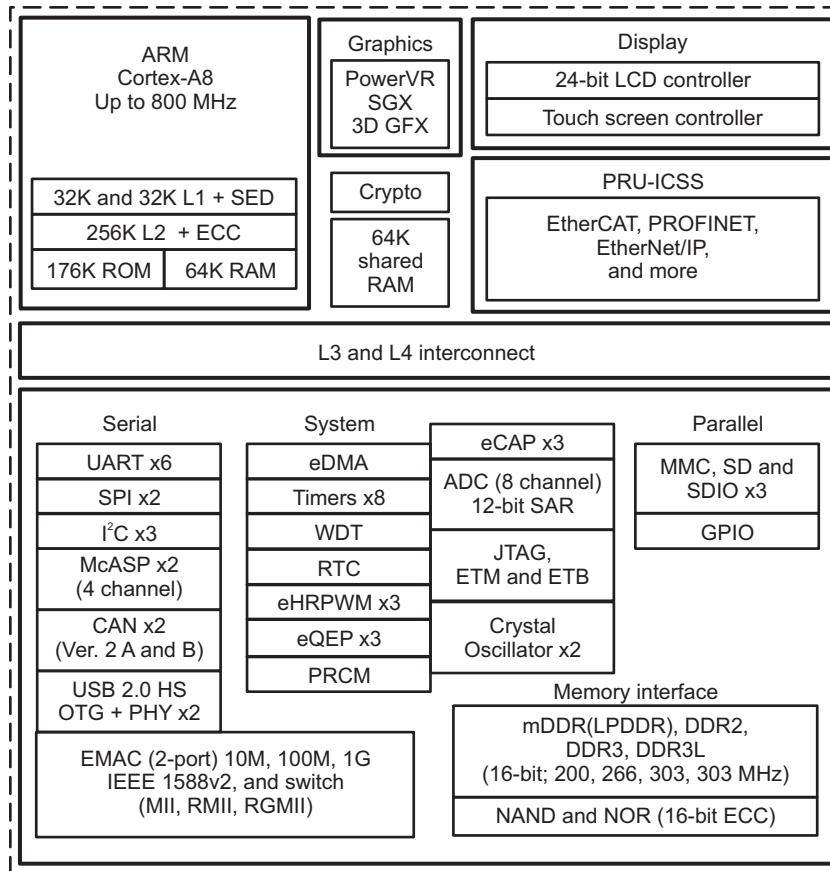 ARM
Cortex-A8
Up to 800 MHz
32K and 32K L1 + SED
256K L2 + ECC
176K ROM
64K RAM
Graphics
PowerVR
SGX
3D GFX
Crypto
64K
shared
RAM
Display
24-bit LCD controller
Touch screen controller
PRU-ICSS
EtherCAT, PROFINET,
EtherNet/IP,
and more
L3 and L4 interconnect
Serial
UART x6
SPI x2
I²C x3
McASP x2
(4 channel)
CAN x2
(Ver. 2 A and B)
USB 2.0 HS
OTG + PHY x2
EMAC (2-port) 10M, 100M, 1G
IEEE 1588v2, and switch
(MII, RMII, RGMII)
System
eDMA
Timers x8
WDT
RTC
eHRPWM x3
eQEP x3
PRCM
eCAP x3
ADC (8 channel)
12-bit SAR
JTAG,
ETM and ETB
Crystal
Oscillator x2
Parallel
MMC, SD and
SDIO x3
GPIO
Memory interface
mDDR(LPDDR), DDR2,
DDR3, DDR3L
(16-bit; 200, 266, 303, 303 MHz)
NAND and NOR (16-bit ECC)